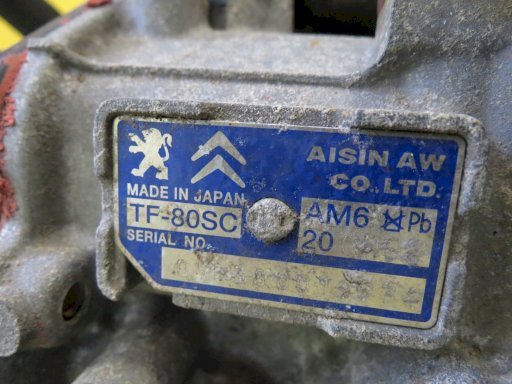 AISIN AW
CO., LTD.
MADE IN JAPAN
TF-80SC
AM6 Pb
20
SERIAL NO.